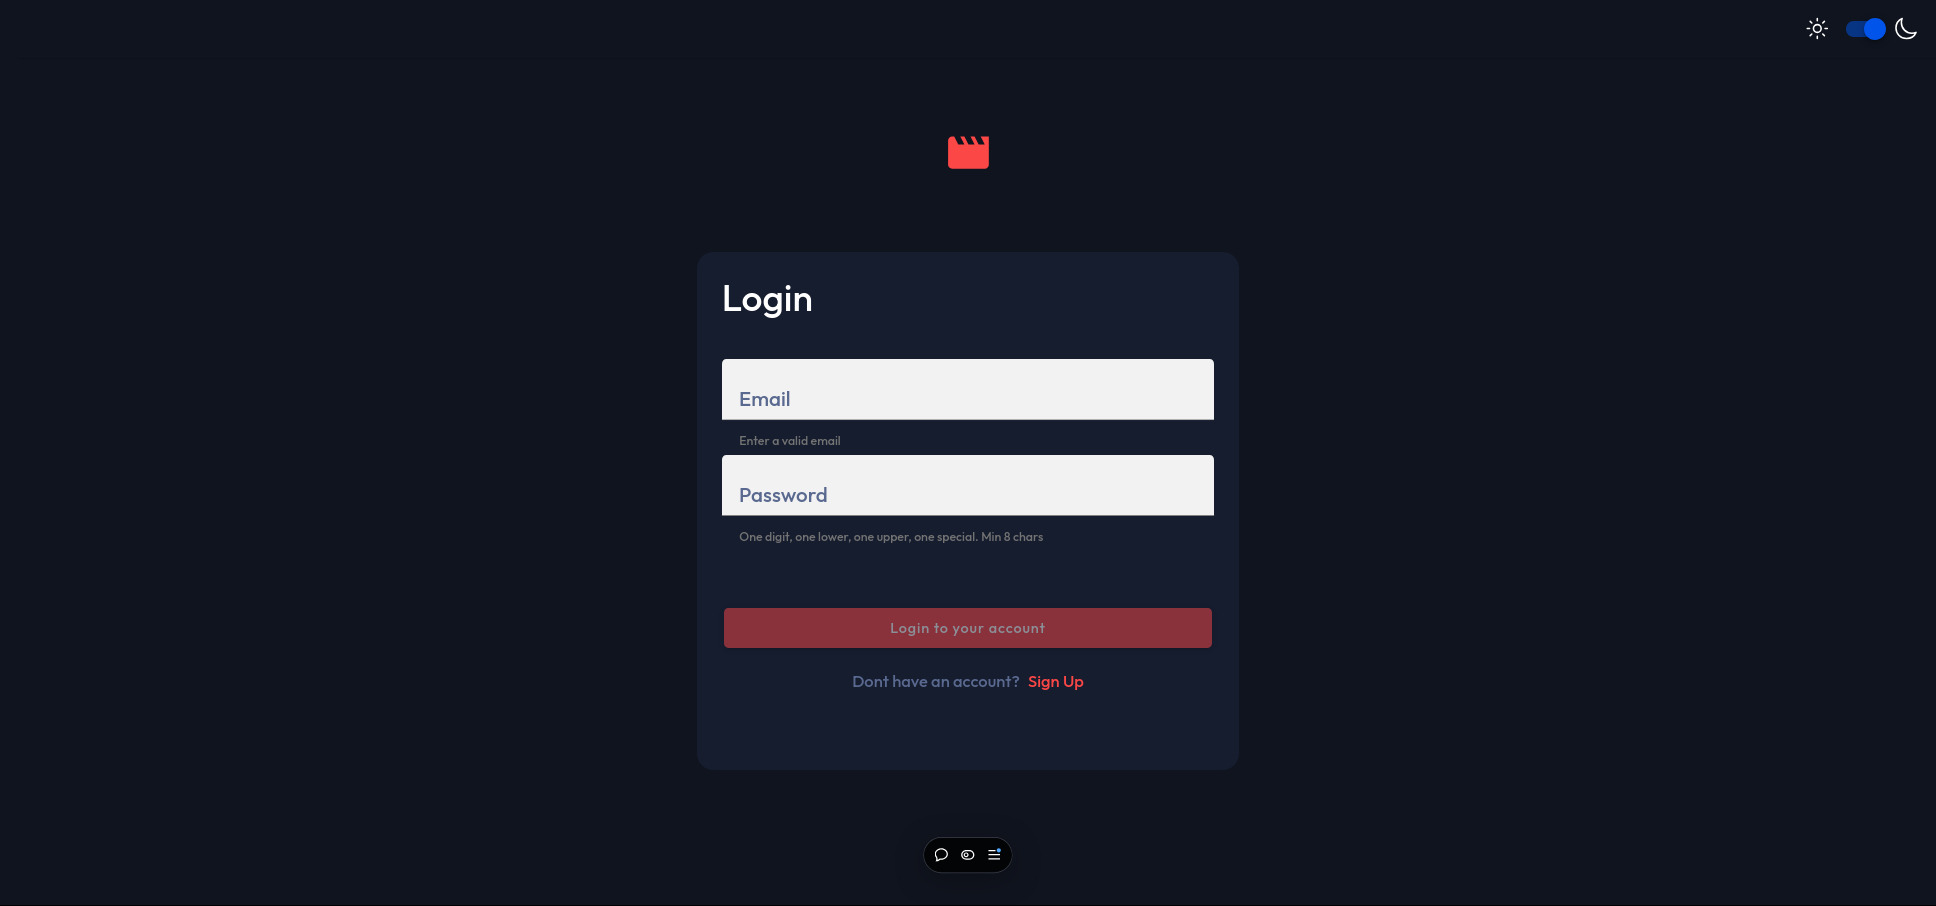 Login
Email
Enter a valid email
Password
One digit, one lower, one upper, one special. Min 8 chars
Login to your account
Dont have an account? Sign Up